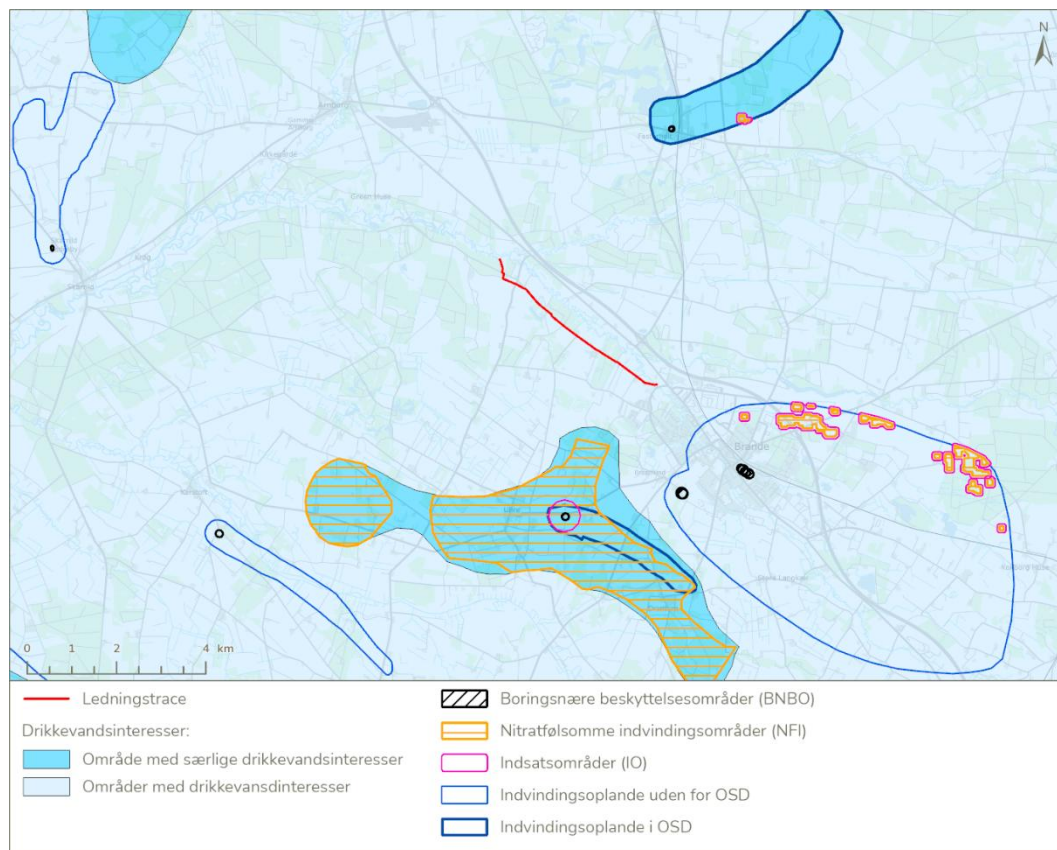 N
Brande
0 1 2 4 km
Ledningstrace
Drikkevandsinteresser:
Område med særlige drikkevandsinteresser
Områder med drikkevansdinteresser
Boringsnære beskyttelsesområder (BNBO)
Nitratfølsomme indvindingsområder (NFI)
Indsatsområder (IO)
Indvindingsoplande uden for OSD
Indvindingsoplande i OSD